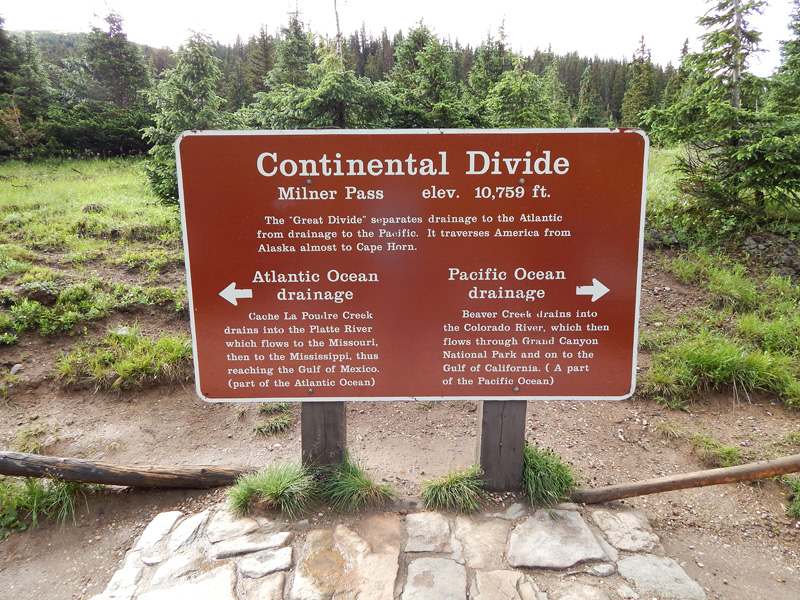 Continental Divide
Milner Pass elev. 10,759 ft.
The "Great Divide" separates drainage to the Atlantic
from drainage to the Pacific. It traverses America from
Alaska almost to Cape Horn.
Atlantic Ocean
drainage
Cache La Poudre Creek
drains into the Platte River
which flows to the Missouri,
then to the Mississippi, thus
reaching the Gulf of Mexico.
(part of the Atlantic Ocean)
Pacific Ocean
drainage
Beaver Creek drains into
the Colorado River, which then
flows through Grand Canyon
National Park and on to the
Gulf of California. ( A part
of the Pacific Ocean)